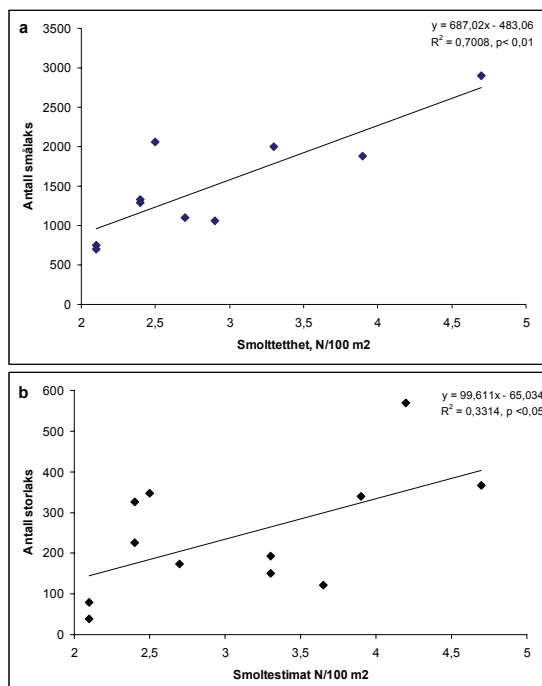 a
y = 687,02x - 483,06
R² = 0,7008, p< 0,01
3500
3000
2500
2000
1500
1000
500
0
Antall smålaks
2 2,5 3 3,5 4 4,5 5
Smolttetthet, N/100 m2
b
y = 99,611x - 65,034
R² = 0,3314, p <0,05
600
500
400
300
200
100
0
Antall storlaks
2 2,5 3 3,5 4 4,5 5
Smoltestimat N/100 m2